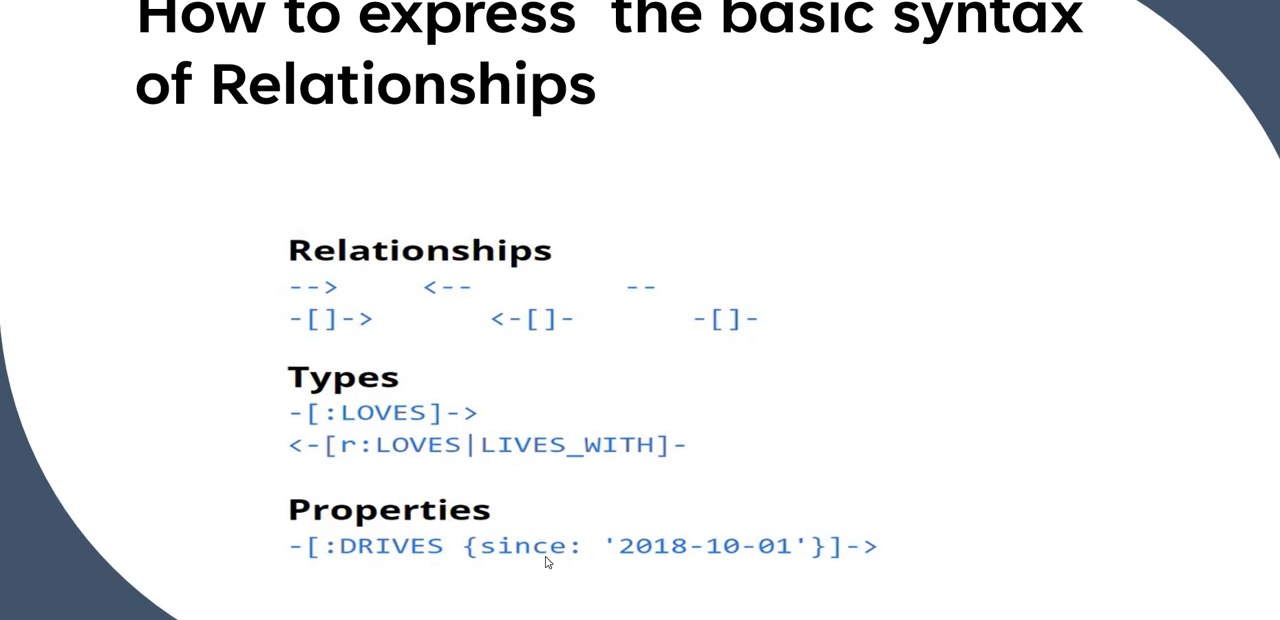 How to express the basic syntax
of Relationships
Relationships
--> <-- --
-[]-> <-[]- -[]-
Types
-[:LOVES]->
<-[r:LOVES|LIVES_WITH]-
Properties
-[:DRIVES {since: '2018-10-01'}]->